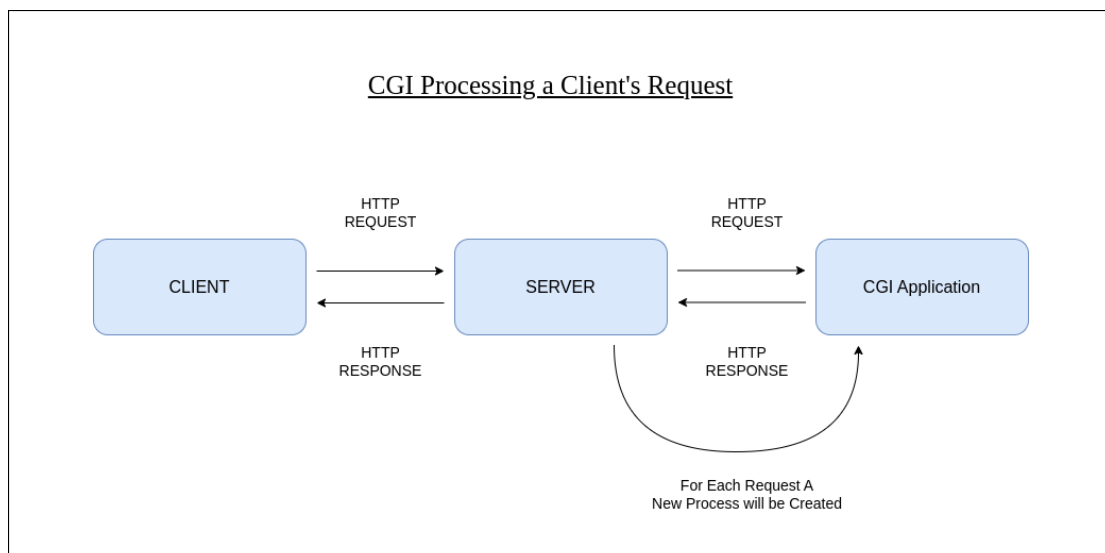 CGI Processing a Client's Request
HTTP
REQUEST
HTTP
REQUEST
CLIENT
SERVER
CGI Application
HTTP
RESPONSE
HTTP
RESPONSE
For Each Request A
New Process will be Created